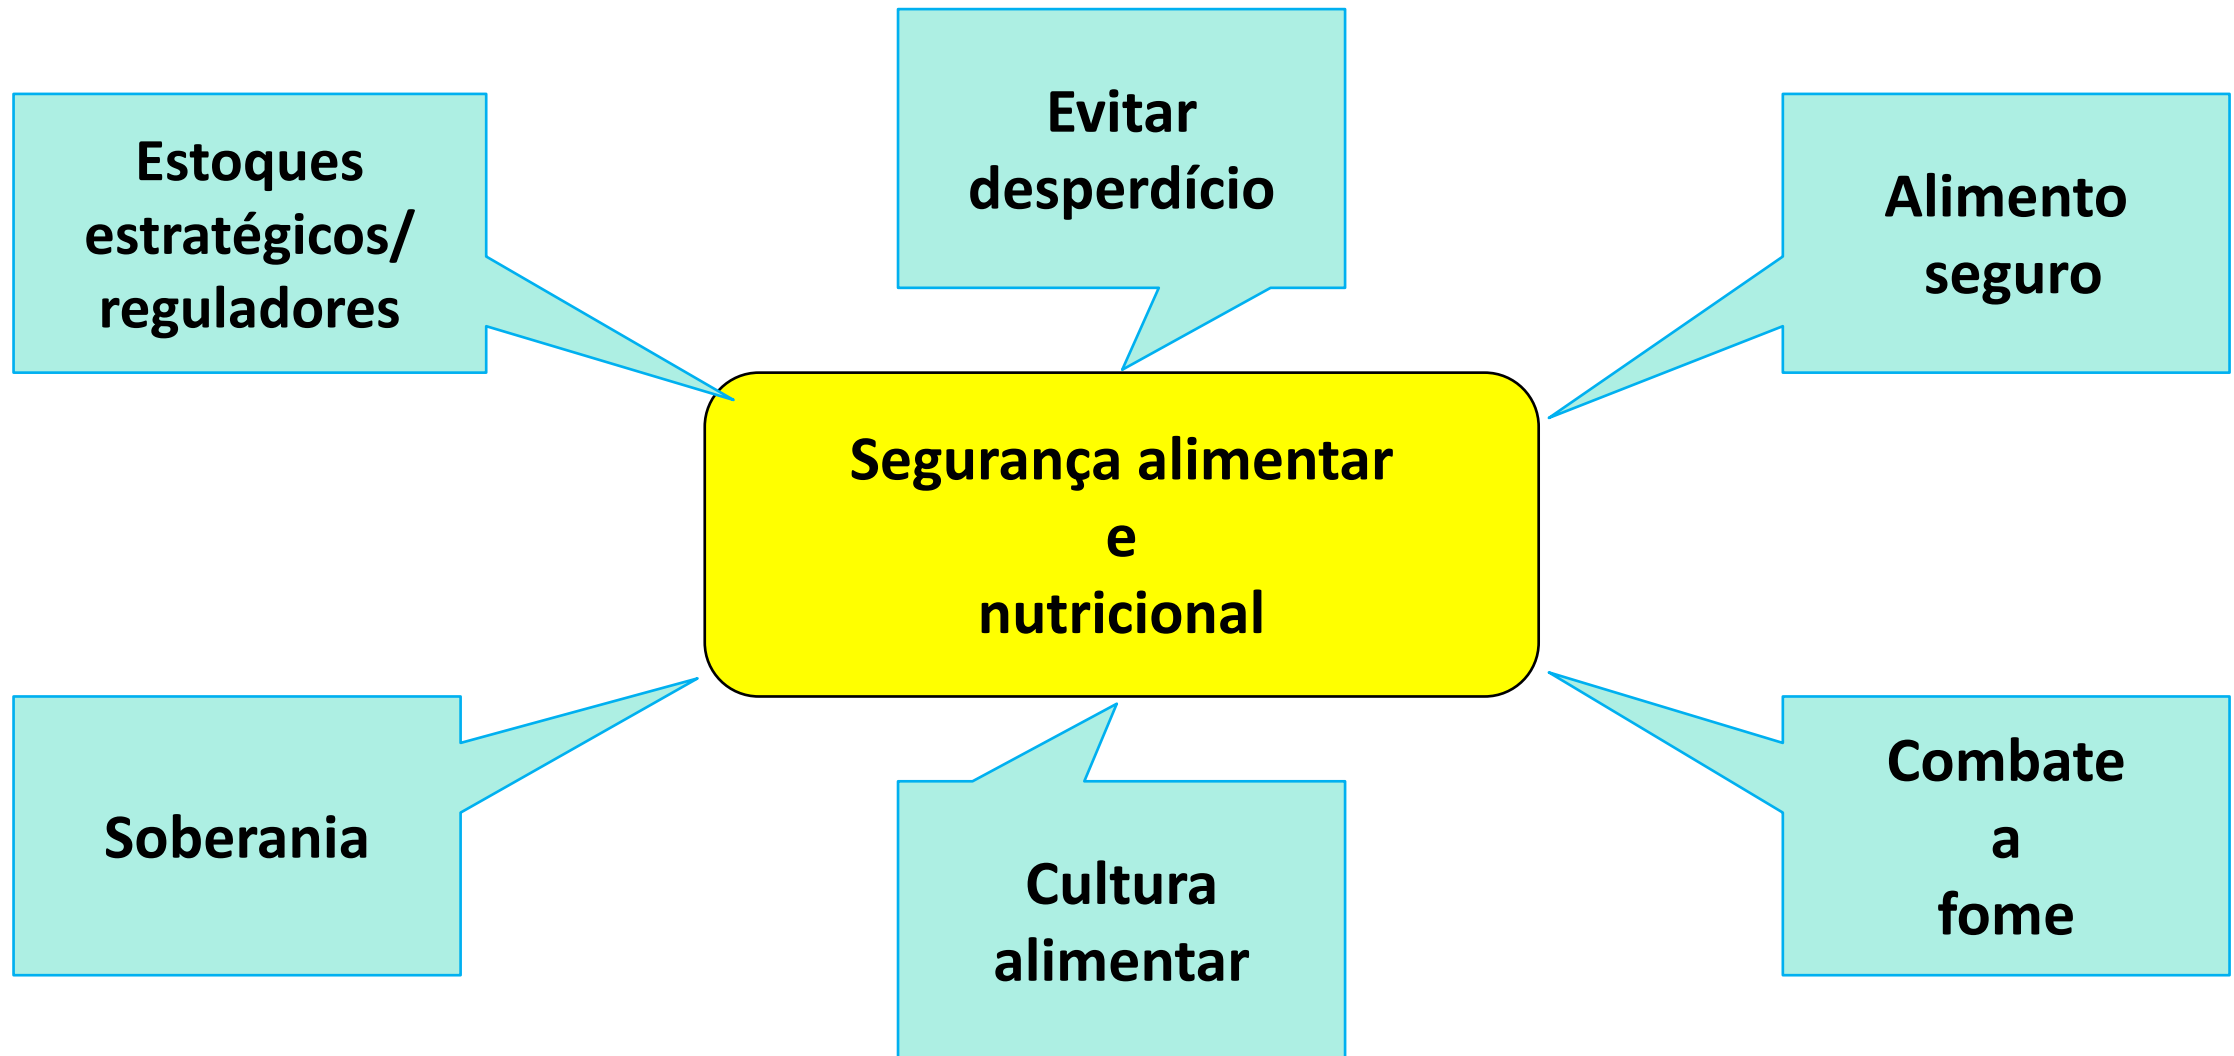 Estoques
estratégicos/
reguladores
Evitar
desperdício
Alimento
seguro
Segurança alimentar
e
nutricional
Soberania
Cultura
alimentar
Combate
a
fome